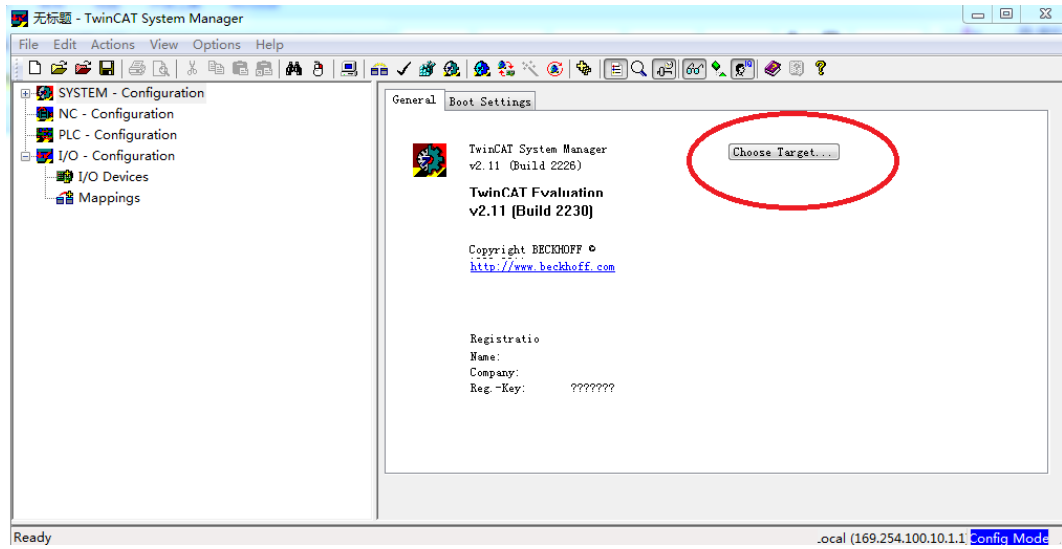 无标题 - TwinCAT System Manager
File Edit Actions View Options Help
SYSTEM - Configuration
NC - Configuration
PLC - Configuration
I/O - Configuration
I/O Devices
Mappings
General Boot Settings
TwinCAT System Manager
v2.11 (Build 2226)
Choose Target...
TwinCAT Evaluation
v2.11 (Build 2230)
Copyright BECKHOFF ©
http://www.beckhoff.com
Registratio
Name:
Company:
Reg.-Key: ???????
Ready
ocal (169.254.100.10.1.1) Config Mode